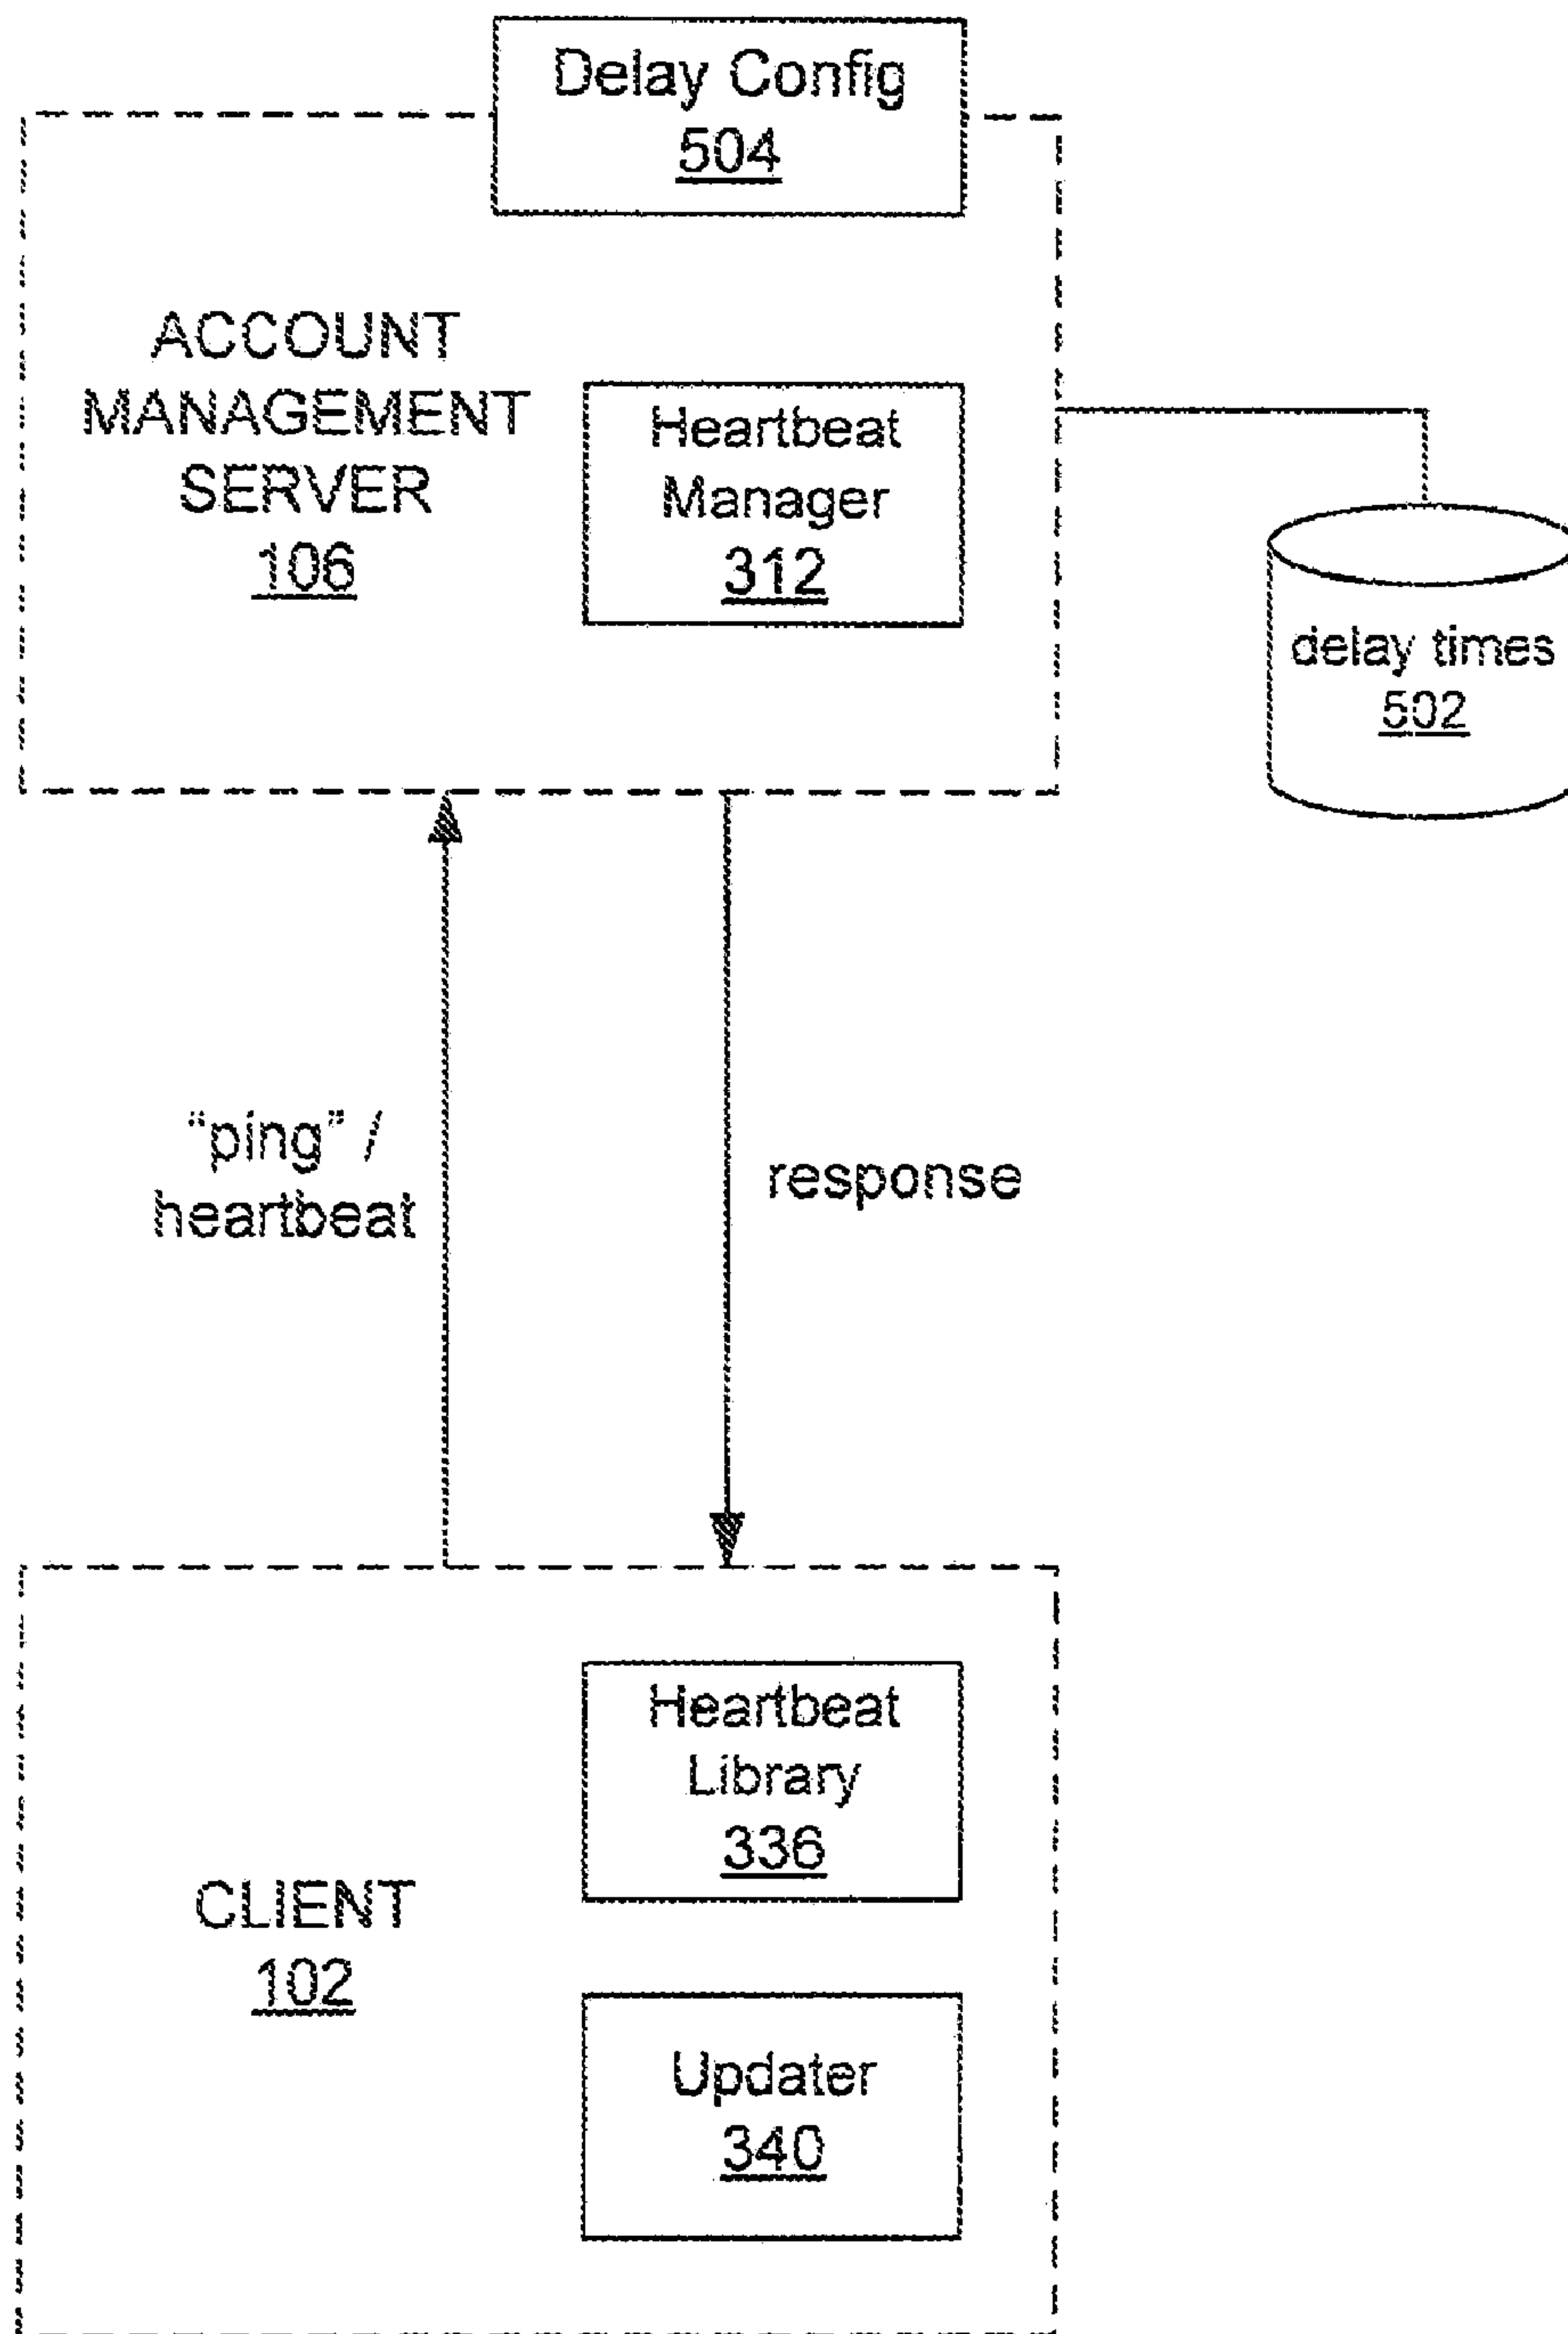 Delay Config
504
ACCOUNT
MANAGEMENT
SERVER
106
Heartbeat
Manager
312
delay times
502
“ping” /
heartbeat
response
CLIENT
102
Heartbeat
Library
336
Updater
340